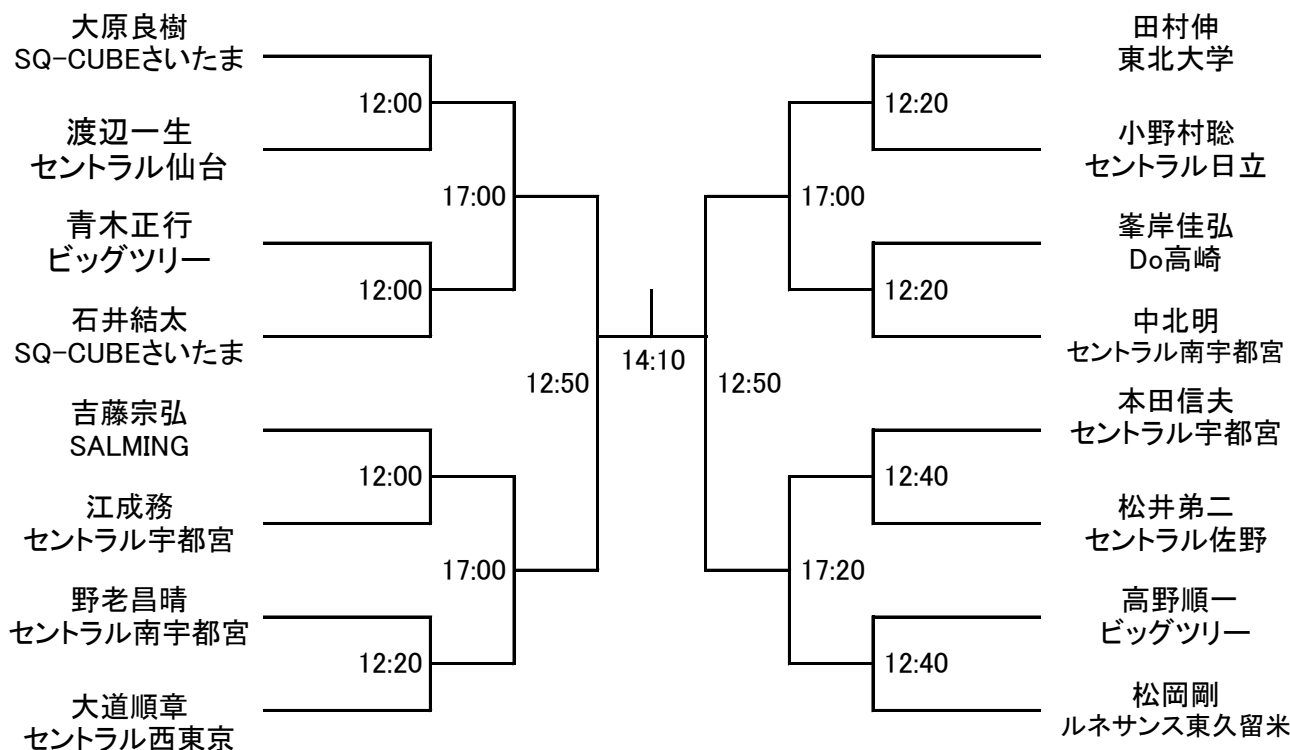 大原良樹
SQ-CUBEさいたま
12:00
渡辺一生
セントラル仙台
17:00
青木正行
ビッグツリー
12:00
石井結太
SQ-CUBEさいたま
12:50
吉藤宗弘
SALMING
12:00
江成務
セントラル宇都宮
17:00
野老昌晴
セントラル南宇都宮
12:20
大道順章
セントラル西東京
14:10
田村伸
東北大学
12:20
小野村聡
セントラル日立
17:00
峯岸佳弘
Do高崎
12:20
中北明
セントラル南宇都宮
12:50
本田信夫
セントラル宇都宮
12:40
松井弟二
セントラル佐野
17:20
高野順一
ビッグツリー
12:40
松岡剛
ルネサンス東久留米